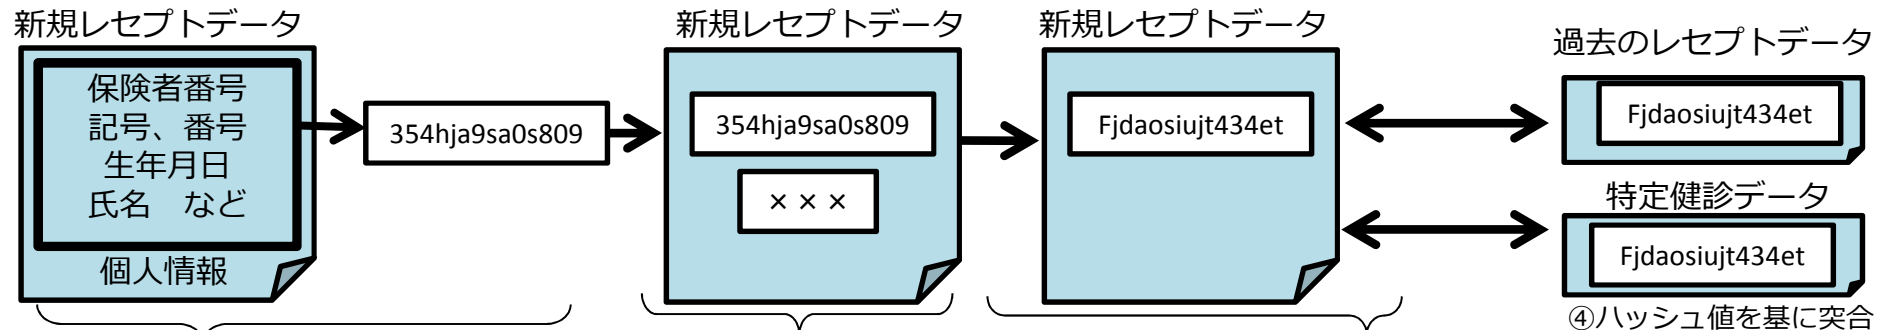 新規レセプトデータ
保険者番号
記号、番号
生年月日
氏名　など
個人情報
354hja9sa0s809
新規レセプトデータ
354hja9sa0s809
×××
新規レセプトデータ
Fjdaosiujt434et
過去のレセプトデータ
Fjdaosiujt434et
特定健診データ
Fjdaosiujt434et
④ハッシュ値を基に突合